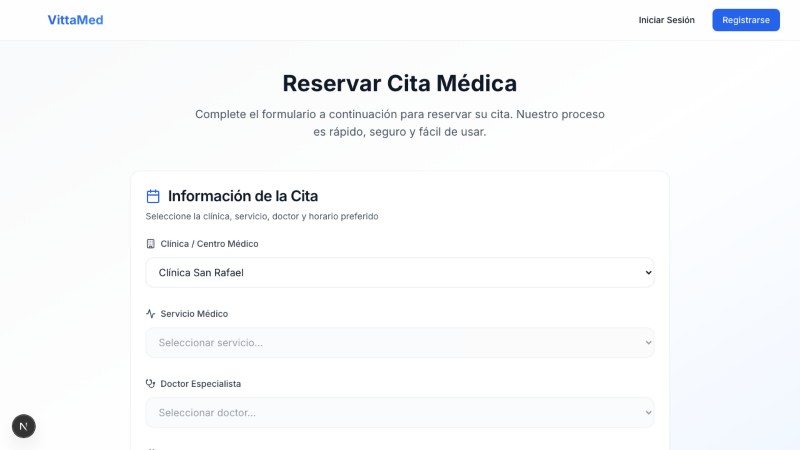 VittaMed
Iniciar Sesión
Registrarse
Reservar Cita Médica
Complete el formulario a continuación para reservar su cita. Nuestro proceso
es rápido, seguro y fácil de usar.
Información de la Cita
Seleccione la clínica, servicio, doctor y horario preferido
Clínica / Centro Médico
Clínica San Rafael
Servicio Médico
Seleccionar servicio...
Doctor Especialista
Seleccionar doctor...
N